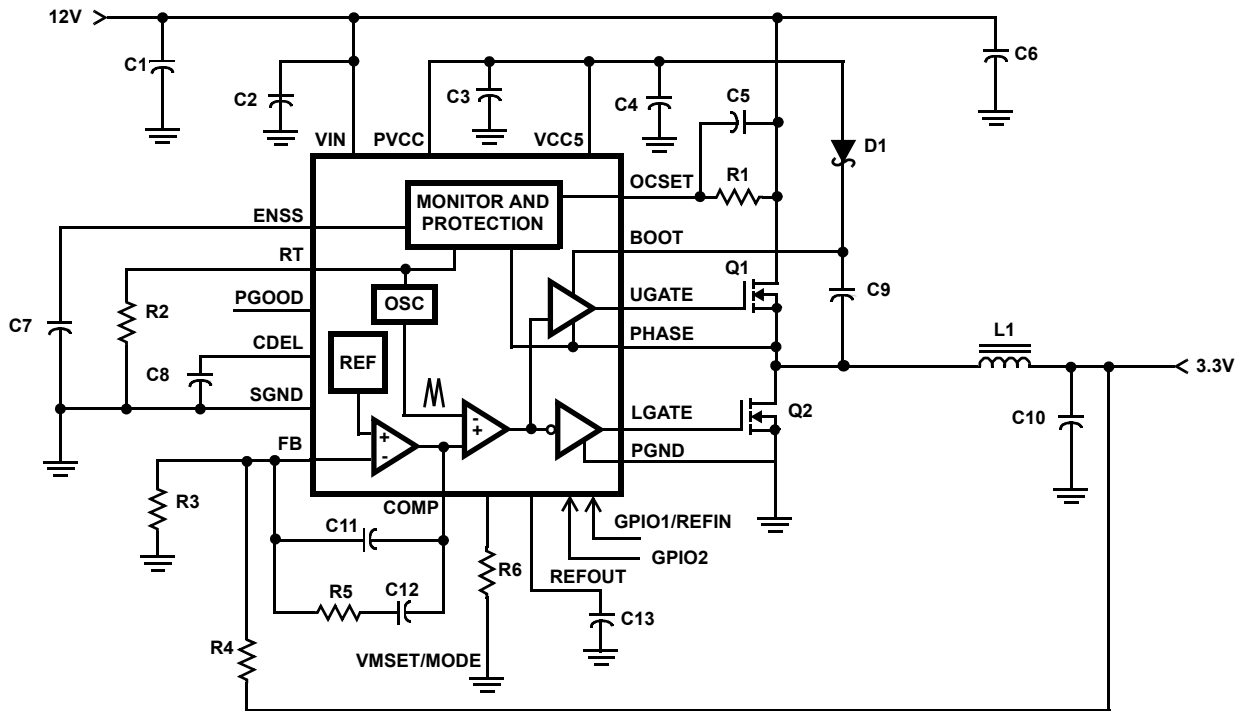 12V
C1
C2
C3
C4
C5
C6
VIN
PVCC
VCC5
D1
OCSET
R1
MONITOR AND
PROTECTION
ENSS
BOOT
RT
Q1
C9
OSC
UGATE
R2
PGOOD
C7
PHASE
L1
CDEL
REF
3.3V
C8
SGND
LGATE
Q2
C10
-
+
+
-
FB
PGND
R3
COMP
GPIO1/REFIN
C11
GPIO2
R6
REFOUT
R5
C12
C13
R4
VMSET/MODE